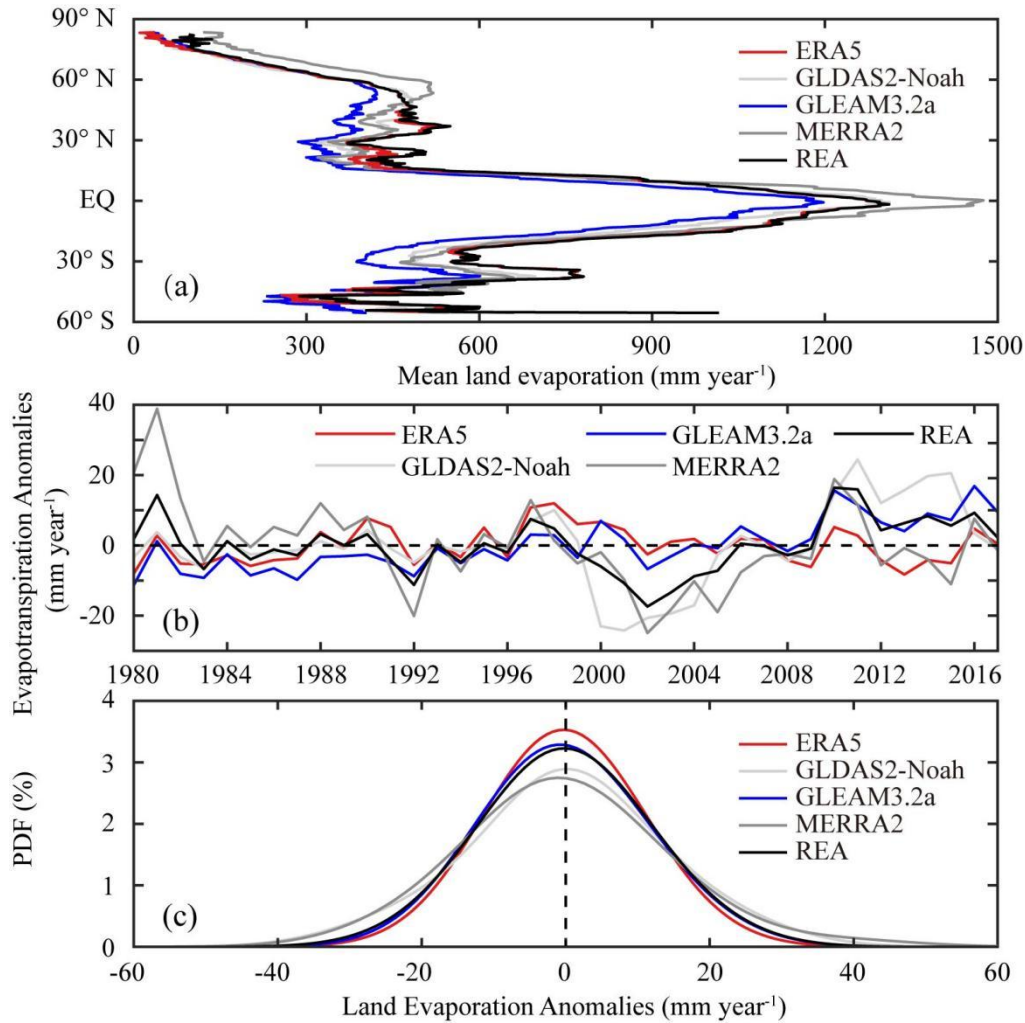 90° N
60° N
30° N
EQ
30° S
60° S
ERA5
GLDAS2-Noah
GLEAM3.2a
MERRA2
REA
(a)
0 300 600 900 1200 1500
Mean land evaporation (mm year⁻¹)
Evapotranspiration Anomalies
(mm year⁻¹)
40
20
0
-20
ERA5 GLEAM3.2a REA
GLDAS2-Noah MERRA2
(b)
1980 1984 1988 1992 1996 2000 2004 2008 2012 2016
PDF (%)
4
3
2
1
0
ERA5
GLDAS2-Noah
GLEAM3.2a
MERRA2
REA
(c)
-60 -40 -20 0 20 40 60
Land Evaporation Anomalies (mm year⁻¹)